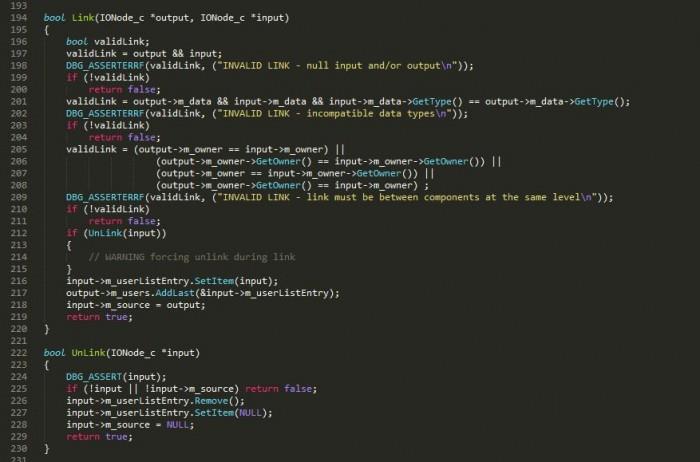 193
194 bool Link(IONode_c *output, IONode_c *input)
195 {
196     bool validLink;
197     validLink = output && input;
198     DBG_ASSERTERRF(validLink, ("INVALID LINK - null input and/or output\n"));
199     if (!validLink)
200         return false;
201     validLink = output->m_data && input->m_data && input->m_data->GetType() == output->m_data->GetType();
202     DBG_ASSERTERRF(validLink, ("INVALID LINK - incompatible data types\n"));
203     if (!validLink)
204         return false;
205     validLink = (output->m_owner == input->m_owner) ||
206                 (output->m_owner->GetOwner() == input->m_owner->GetOwner()) ||
207                 (output->m_owner == input->m_owner->GetOwner()) ||
208                 (output->m_owner->GetOwner() == input->m_owner) ;
209     DBG_ASSERTERRF(validLink, ("INVALID LINK - link must be between components at the same level\n"));
210     if (!validLink)
211         return false;
212     if (UnLink(input))
213     {
214         // WARNING forcing unlink during link
215     }
216     input->m_userListEntry.SetItem(input);
217     output->m_users.AddLast(&input->m_userListEntry);
218     input->m_source = output;
219     return true;
220 }
221
222 bool UnLink(IONode_c *input)
223 {
224     DBG_ASSERT(input);
225     if (!input || !input->m_source) return false;
226     input->m_userListEntry.Remove();
227     input->m_userListEntry.SetItem(NULL);
228     input->m_source = NULL;
229     return true;
230 }
231